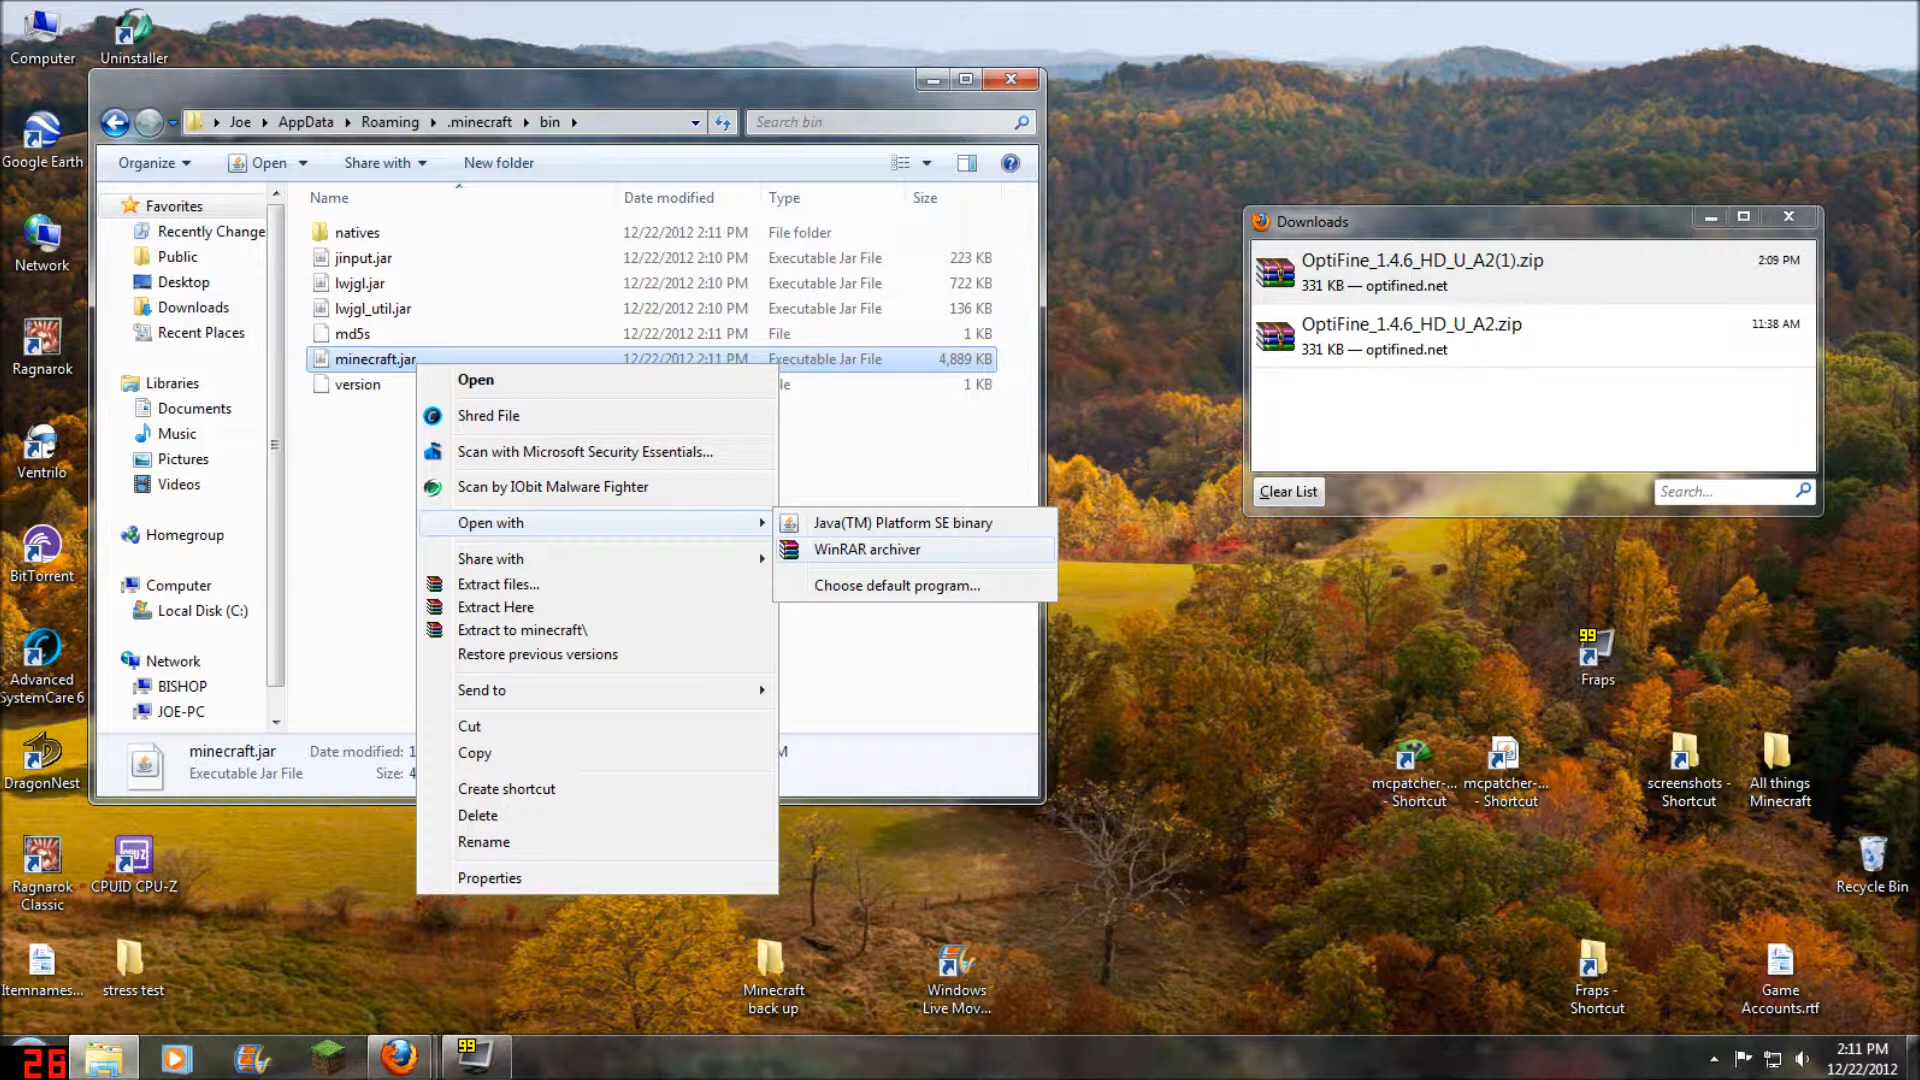 Computer
Uninstaller
Google Earth
Network
Ragnarok
Ventrilo
BitTorrent
Advanced
SystemCare 6
DragonNest
Ragnarok
Classic
CPUID CPU-Z
Itemnames...
stress test
Joe
AppData
Roaming
.minecraft
bin
Search bin
Organize
Open
Share with
New folder
Name
Date modified
Type
Size
Favorites
Recently Change
Public
Desktop
Downloads
Recent Places
Libraries
Documents
Music
Pictures
Videos
Homegroup
Computer
Local Disk (C:)
Network
BISHOP
JOE-PC
natives 12/22/2012 2:11 PM File folder
jinput.jar 12/22/2012 2:10 PM Executable Jar File 223 KB
lwjgl.jar 12/22/2012 2:10 PM Executable Jar File 722 KB
lwjgl_util.jar 12/22/2012 2:10 PM Executable Jar File 136 KB
md5s 12/22/2012 2:11 PM File 1 KB
minecraft.jar 12/22/2012 2:11 PM Executable Jar File 4,889 KB
version ile 1 KB
Open
Shred File
Scan with Microsoft Security Essentials...
Scan by IObit Malware Fighter
Open with
Share with
Extract files...
Extract Here
Extract to minecraft\
Restore previous versions
Send to
Cut
Copy
Create shortcut
Delete
Rename
Properties
Java(TM) Platform SE binary
WinRAR archiver
Choose default program...
minecraft.jar Date modified: 1 M
Executable Jar File Size: 4
Downloads
OptiFine_1.4.6_HD_U_A2(1).zip 2:09 PM
331 KB — optifined.net
OptiFine_1.4.6_HD_U_A2.zip 11:38 AM
331 KB — optifined.net
Clear List
Search...
99
Fraps
mcpatcher-...
- Shortcut
mcpatcher-...
- Shortcut
screenshots -
Shortcut
All things
Minecraft
Recycle Bin
Minecraft
back up
Windows
Live Mov...
Fraps -
Shortcut
Game
Accounts.rtf
26
99
2:11 PM
12/22/2012